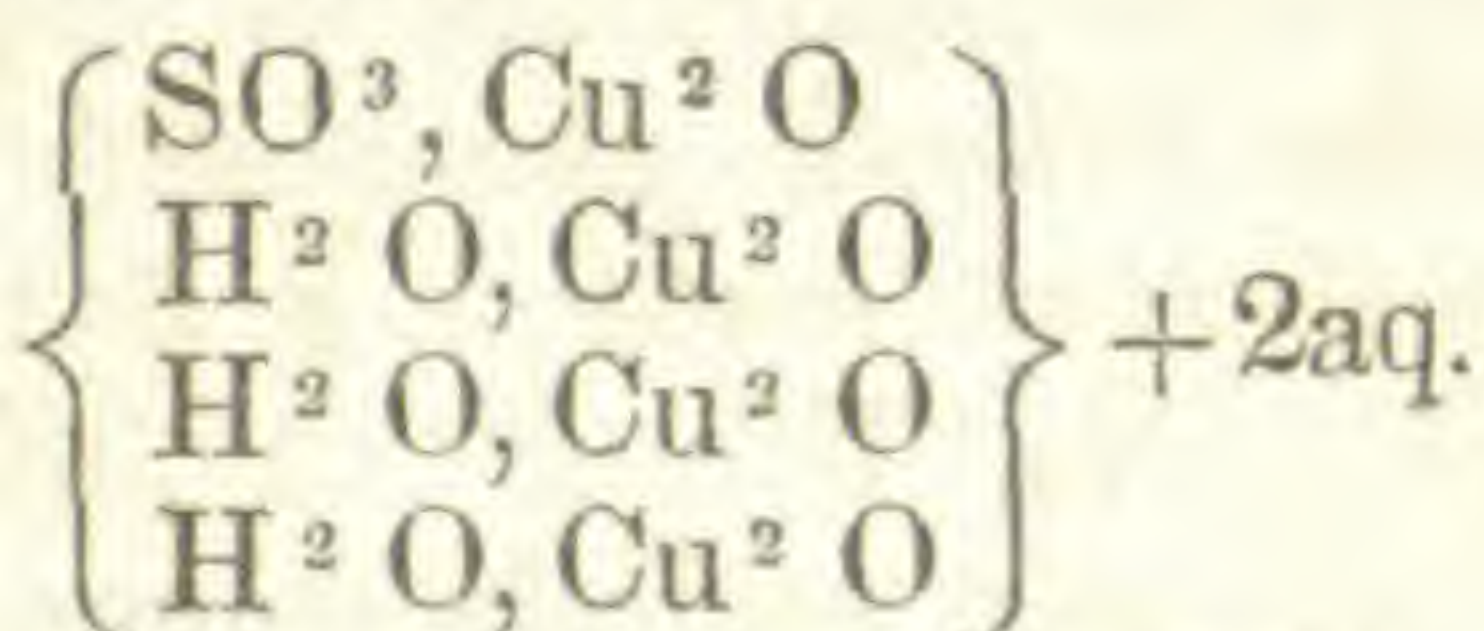 SO³, Cu² O
H² O, Cu² O
H² O, Cu² O +2aq.
H² O, Cu² O